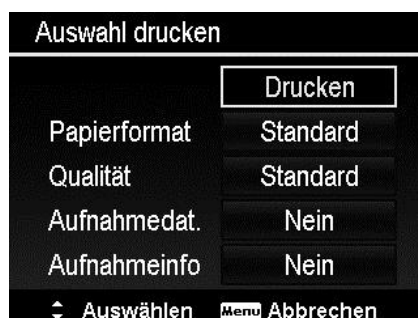 Auswahl drucken
Drucken
Papierformat Standard
Qualität Standard
Aufnahmedat. Nein
Aufnahmeinfo Nein
Auswählen Menu Abbrechen